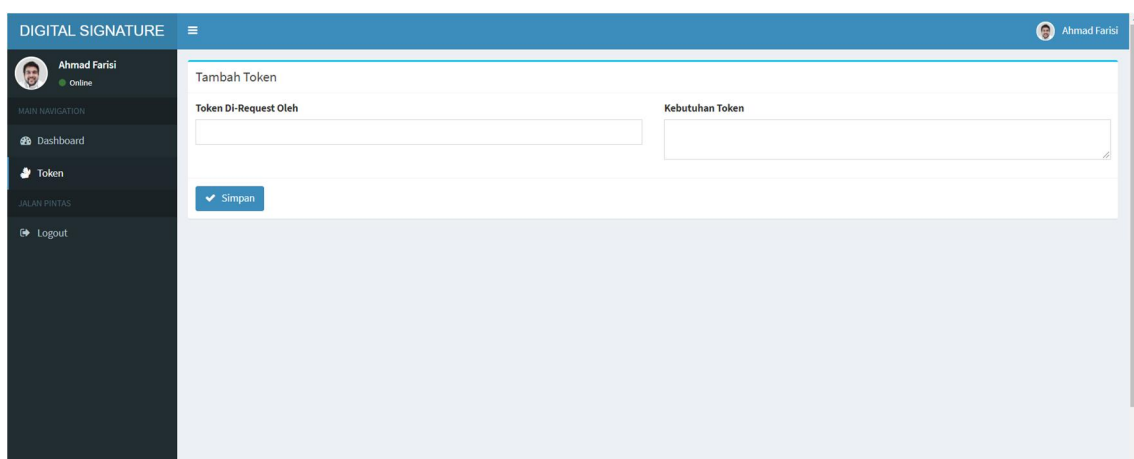 DIGITAL SIGNATURE
Ahmad Farisi
Ahmad Farisi
Online
MAIN NAVIGATION
Dashboard
Token
JALAN PINTAS
Logout
Tambah Token
Token Di-Request Oleh
Kebutuhan Token
Simpan